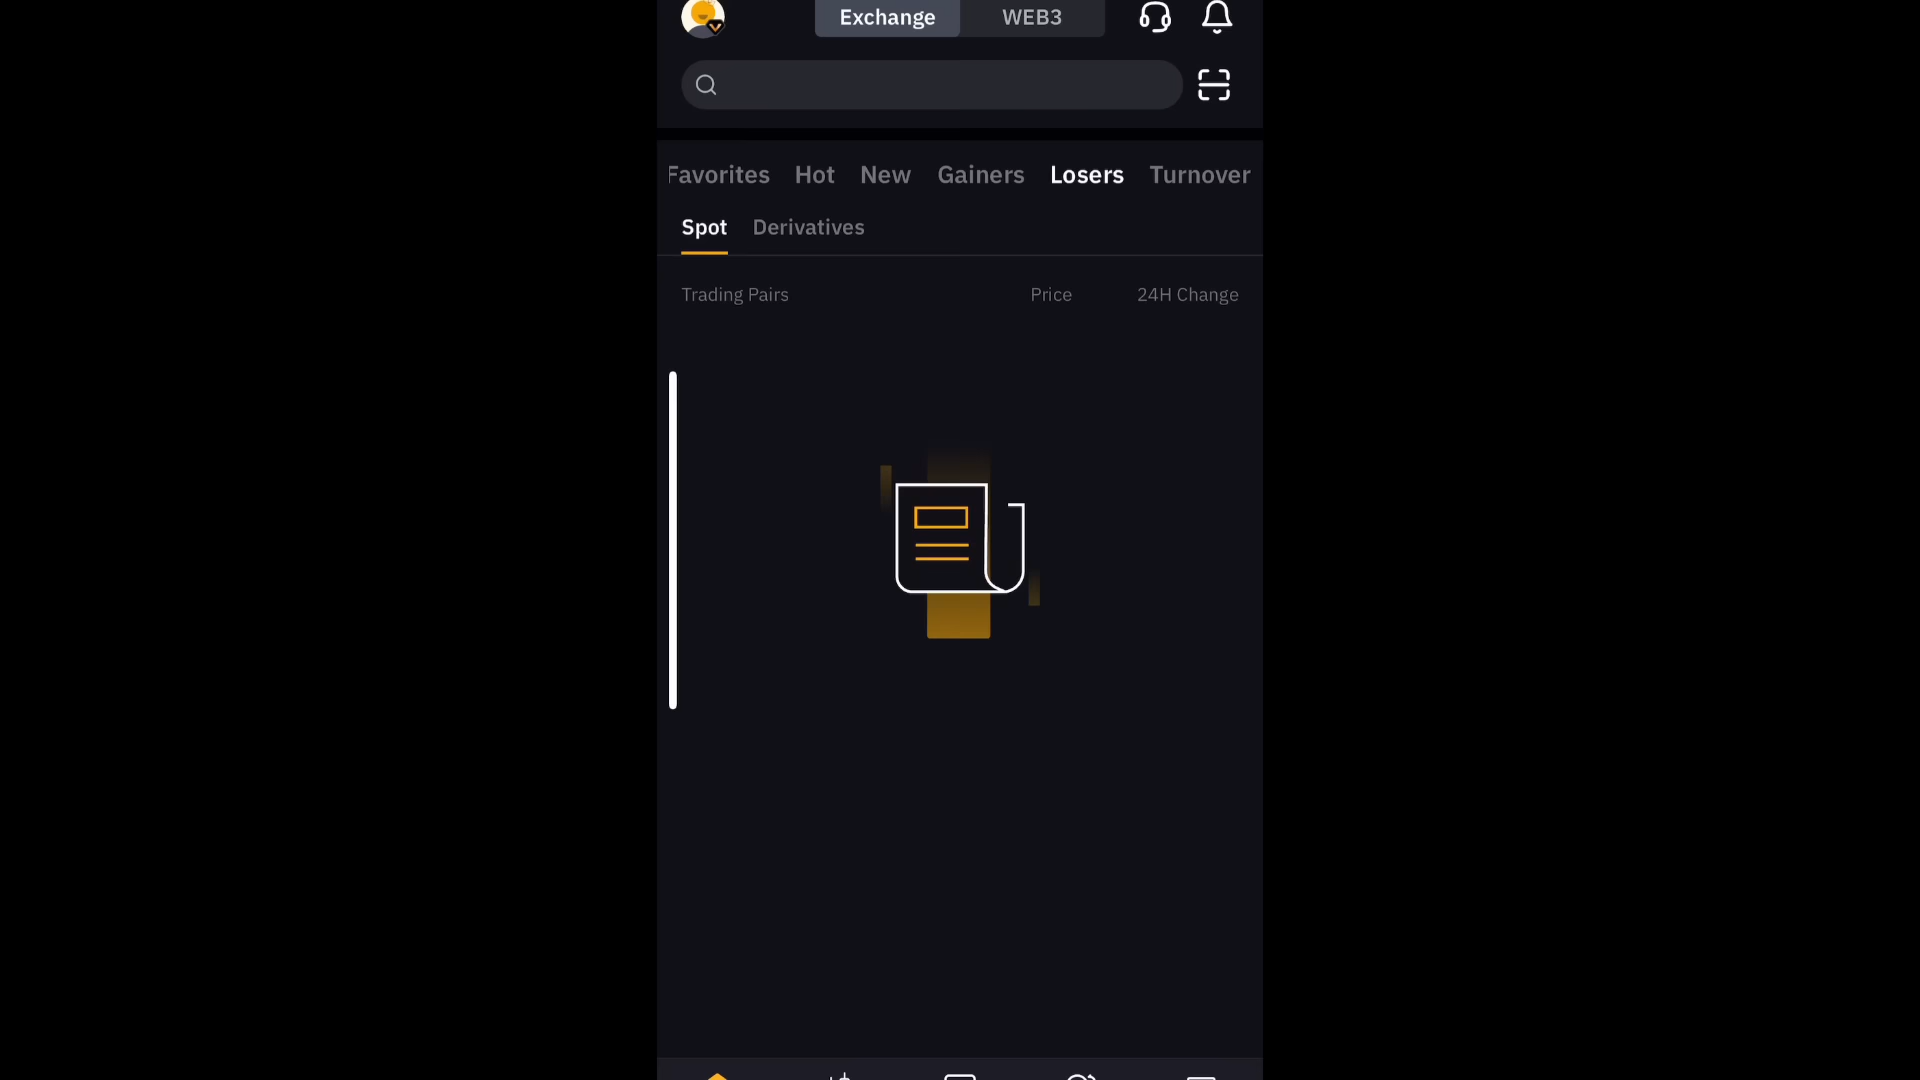 Exchange WEB3
Favorites Hot New Gainers Losers Turnover
Spot Derivatives
Trading Pairs Price 24H Change